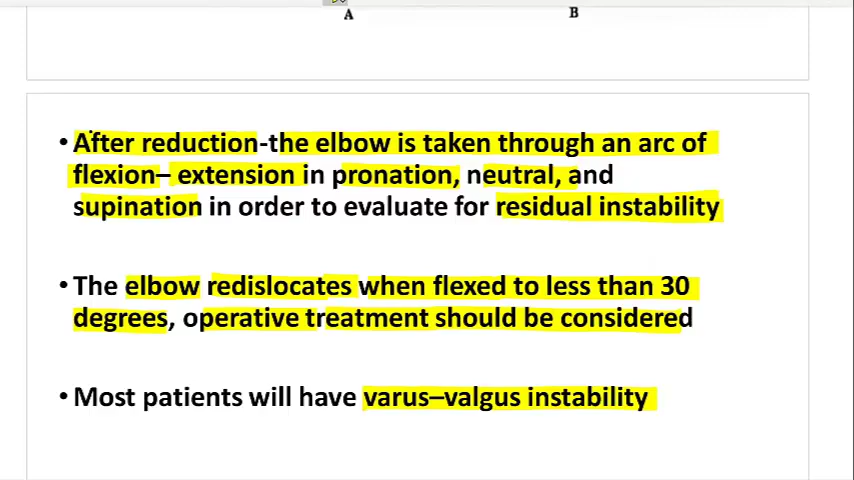 A B
• After reduction-the elbow is taken through an arc of
flexion– extension in pronation, neutral, and
supination in order to evaluate for residual instability
• The elbow redislocates when flexed to less than 30
degrees, operative treatment should be considered
• Most patients will have varus–valgus instability